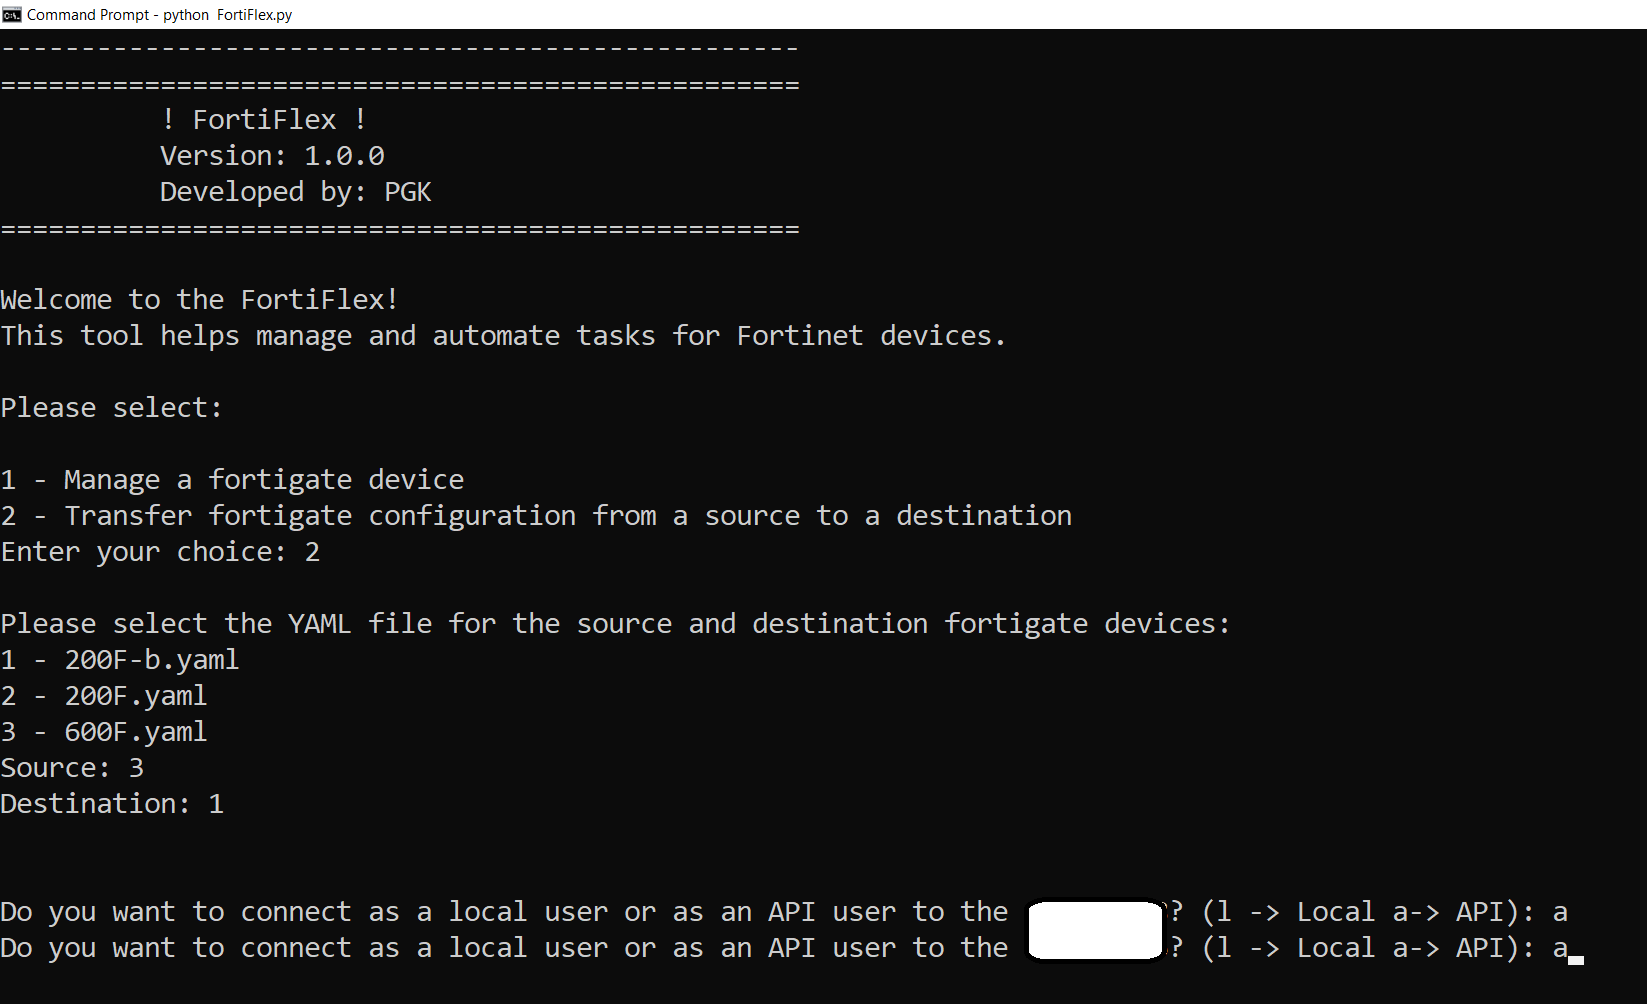 Command Prompt - python  FortiFlex.py
--------------------------------------------------
==================================================
! FortiFlex !
Version: 1.0.0
Developed by: PGK
==================================================
Welcome to the FortiFlex!
This tool helps manage and automate tasks for Fortinet devices.
Please select:
1 - Manage a fortigate device
2 - Transfer fortigate configuration from a source to a destination
Enter your choice: 2
Please select the YAML file for the source and destination fortigate devices:
1 - 200F-b.yaml
2 - 200F.yaml
3 - 600F.yaml
Source: 3
Destination: 1
Do you want to connect as a local user or as an API user to the ? (l -> Local a-> API): a
Do you want to connect as a local user or as an API user to the ? (l -> Local a-> API): a